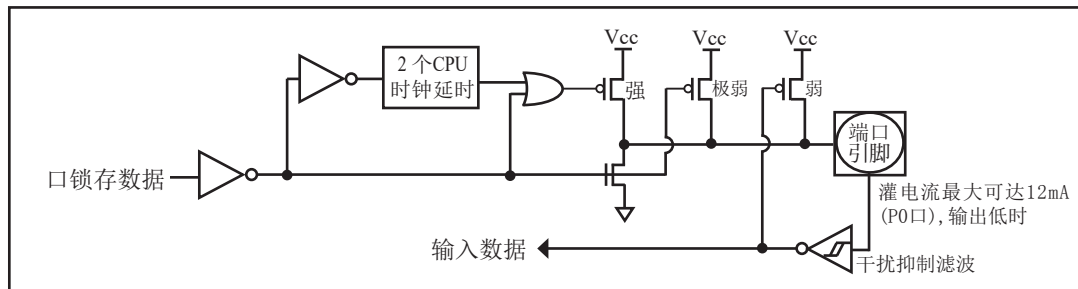 Vcc
Vcc
Vcc
2 个CPU
时钟延时
强
极弱
弱
端口
引脚
口锁存数据
灌电流最大可达12mA
(P0口),输出低时
输入数据
干扰抑制滤波